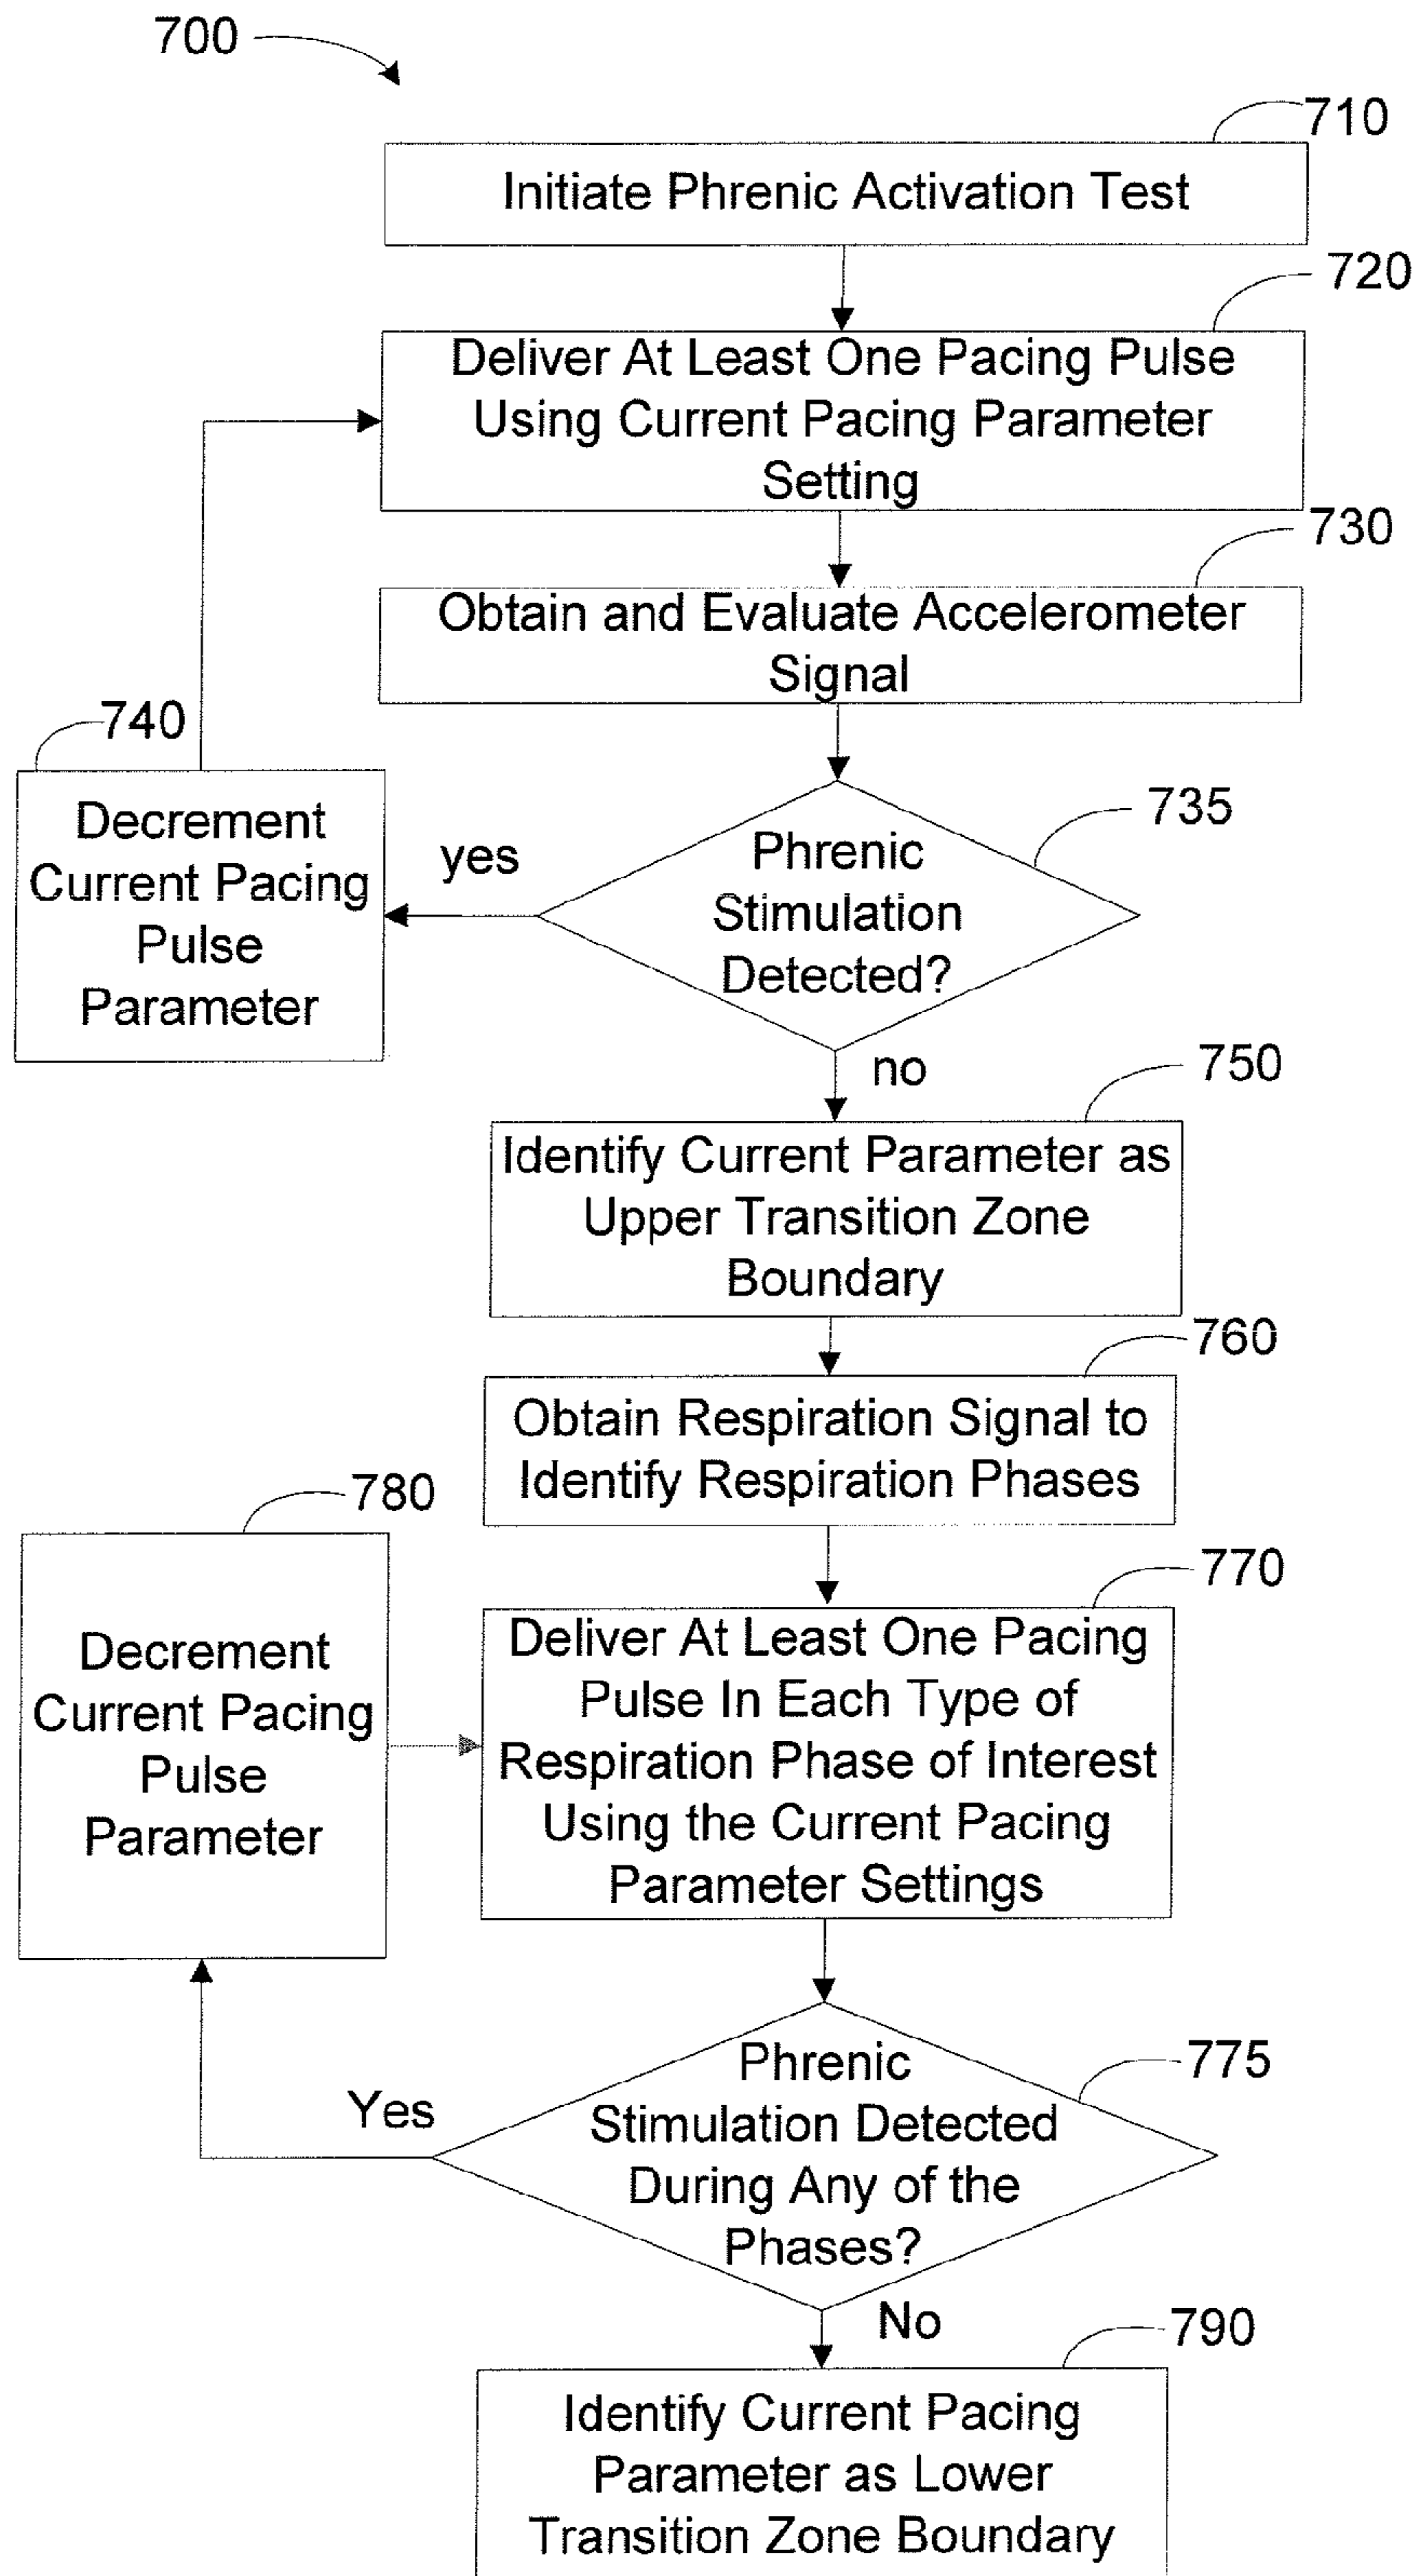 700
710
Initiate Phrenic Activation Test
720
Deliver At Least One Pacing Pulse
Using Current Pacing Parameter
Setting
730
Obtain and Evaluate Accelerometer
Signal
740
Decrement
Current Pacing
Pulse
Parameter
yes
735
Phrenic
Stimulation
Detected?
no
750
Identify Current Parameter as
Upper Transition Zone
Boundary
760
Obtain Respiration Signal to
Identify Respiration Phases
780
Decrement
Current Pacing
Pulse
Parameter
770
Deliver At Least One Pacing
Pulse In Each Type of
Respiration Phase of Interest
Using the Current Pacing
Parameter Settings
775
Phrenic
Stimulation Detected
During Any of the
Phases?
Yes
No
790
Identify Current Pacing
Parameter as Lower
Transition Zone Boundary